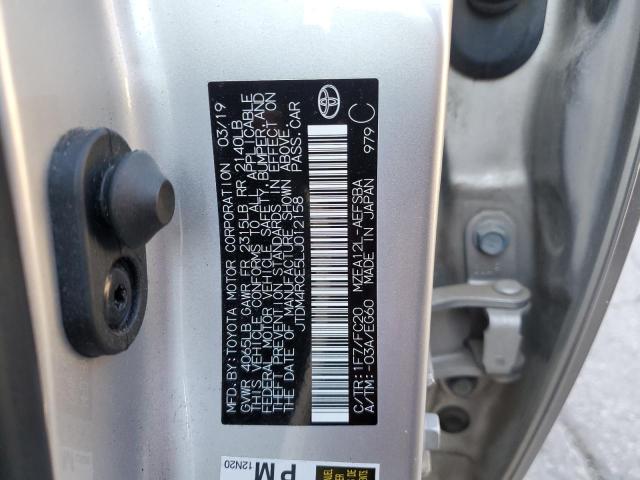 MFD.BY:TOYOTA MOTOR CORPORATION 03/19
GVWR 4065LB GAWR FR 2315LB RR 2140LB
THIS VEHICLE CONFORMS TO ALL APPLICABLE
FEDERAL MOTOR VEHICLE SAFETY, BUMPER, AND
THEFT PREVENTION STANDARDS IN EFFECT ON
THE DATE OF MANUFACTURE SHOWN ABOVE.
JTDM4RGE5LJ012158 PASS.CAR
C/TR:1F7/FC20 MZEA12L-AEFSBA
A/TM:-03A/EG60 MADE IN JAPAN 979 C
PM
12N20